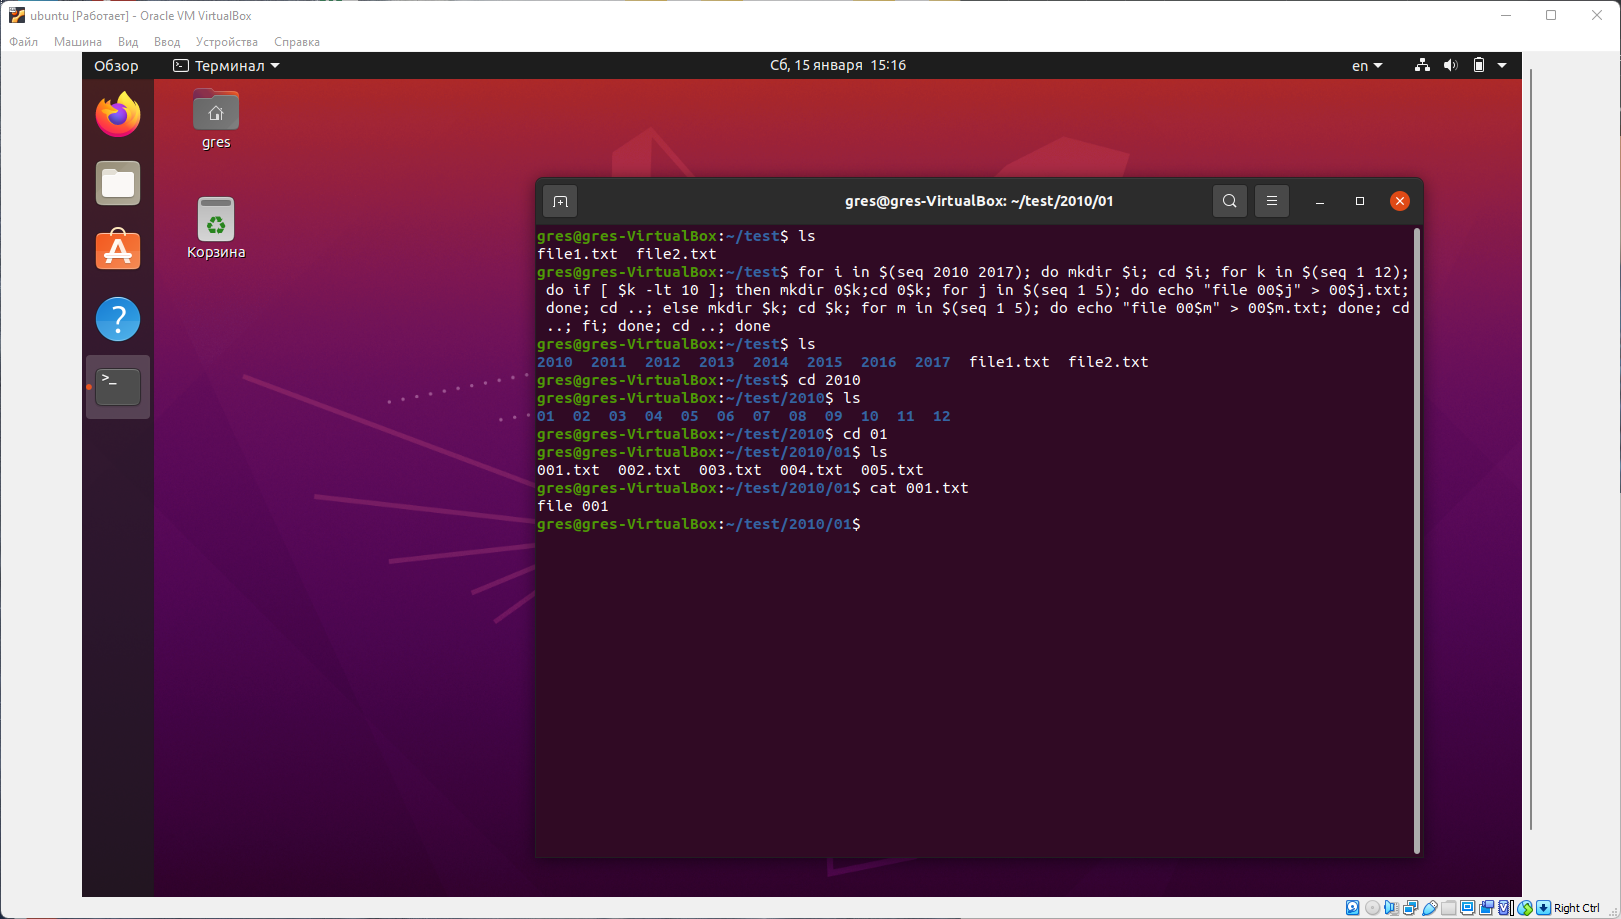 ubuntu [Работает] - Oracle VM VirtualBox
Файл Машина Вид Ввод Устройства Справка
Обзор Терминал Сб, 15 января 15:16 en
gres
Корзина
gres@gres-VirtualBox: ~/test/2010/01
gres@gres-VirtualBox:~/test$ ls
file1.txt file2.txt
gres@gres-VirtualBox:~/test$ for i in $(seq 2010 2017); do mkdir $i; cd $i; for k in $(seq 1 12);
do if [ $k -lt 10 ]; then mkdir 0$k;cd 0$k; for j in $(seq 1 5); do echo "file 00$j" > 00$j.txt;
done; cd ..; else mkdir $k; cd $k; for m in $(seq 1 5); do echo "file 00$m" > 00$m.txt; done; cd
..; fi; done; cd ..; done
gres@gres-VirtualBox:~/test$ ls
2010 2011 2012 2013 2014 2015 2016 2017 file1.txt file2.txt
gres@gres-VirtualBox:~/test$ cd 2010
gres@gres-VirtualBox:~/test/2010$ ls
01 02 03 04 05 06 07 08 09 10 11 12
gres@gres-VirtualBox:~/test/2010$ cd 01
gres@gres-VirtualBox:~/test/2010/01$ ls
001.txt 002.txt 003.txt 004.txt 005.txt
gres@gres-VirtualBox:~/test/2010/01$ cat 001.txt
file 001
gres@gres-VirtualBox:~/test/2010/01$
Right Ctrl